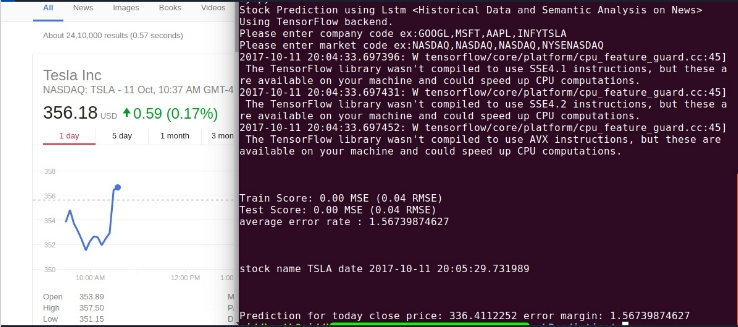 All News Images Books Videos
About 24,10,000 results (0.57 seconds)
Tesla Inc
NASDAQ: TSLA - 11 Oct, 10:37 AM GMT-4
356.18 USD 0.59 (0.17%)
1 day 5 day 1 month 3 mon
358
356
354
352
350
10:00 AM 12:00 PM 1:00
Open 353.89 M
High 357.50
Low 351.15 D
Stock Prediction using Lstm <Historical Data and Semantic Analysis on News>
Using TensorFlow backend.
Please enter company code ex:GOOGL,MSFT,AAPL,INFYTSLA
Please enter market code ex:NASDAQ,NASDAQ,NASDAQ,NYSENASDAQ
2017-10-11 20:04:33.697396: W tensorflow/core/platform/cpu_feature_guard.cc:45]
The TensorFlow library wasn't compiled to use SSE4.1 instructions, but these a
re available on your machine and could speed up CPU computations.
2017-10-11 20:04:33.697431: W tensorflow/core/platform/cpu_feature_guard.cc:45]
The TensorFlow library wasn't compiled to use SSE4.2 instructions, but these a
re available on your machine and could speed up CPU computations.
2017-10-11 20:04:33.697452: W tensorflow/core/platform/cpu_feature_guard.cc:45]
The TensorFlow library wasn't compiled to use AVX instructions, but these are
available on your machine and could speed up CPU computations.
Train Score: 0.00 MSE (0.04 RMSE)
Test Score: 0.00 MSE (0.04 RMSE)
average error rate : 1.56739874627
stock name TSLA date 2017-10-11 20:05:29.731989
Prediction for today close price: 336.4112252 error margin: 1.56739874627